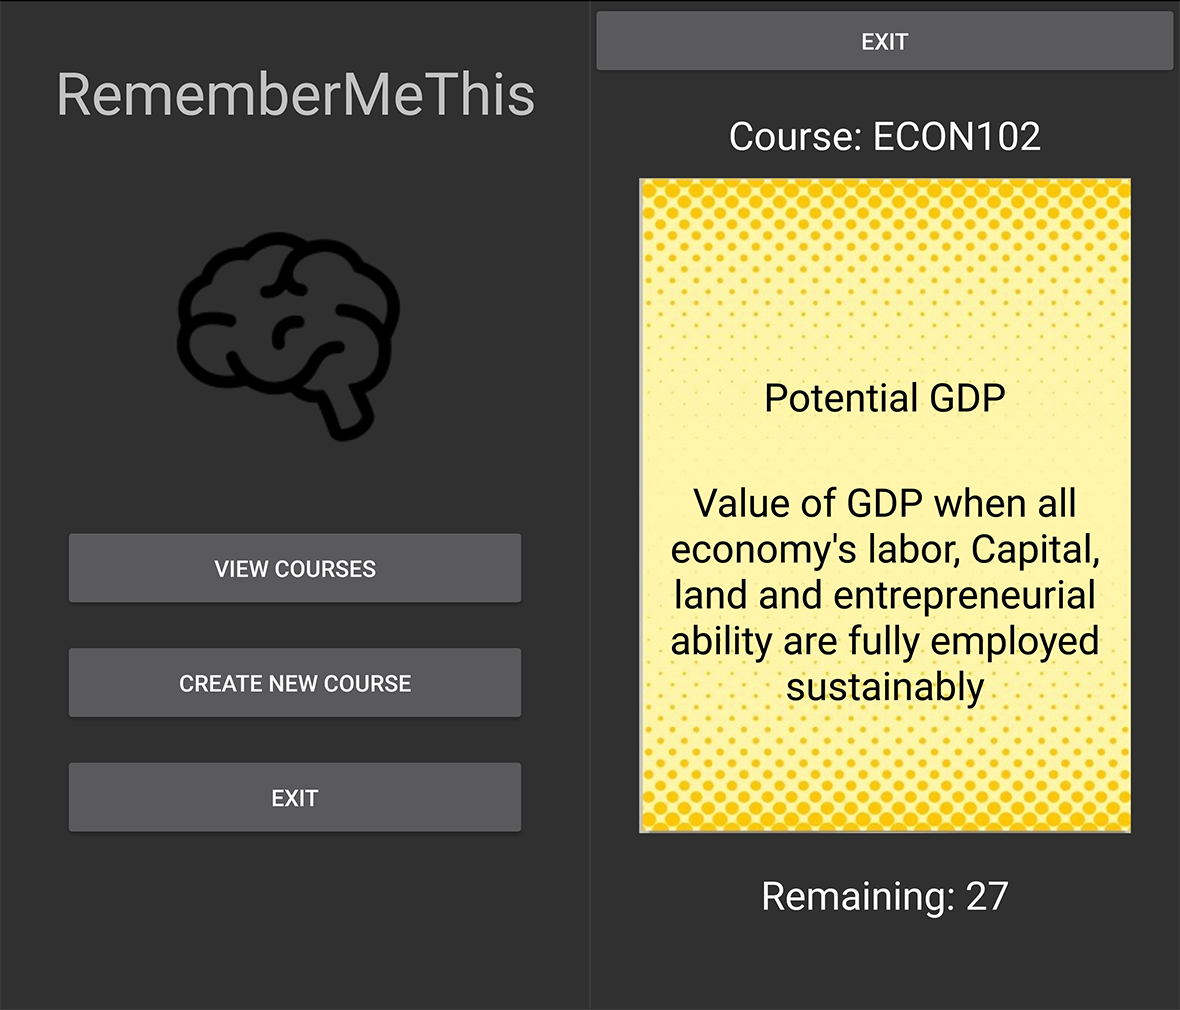 RememberMeThis
VIEW COURSES
CREATE NEW COURSE
EXIT
EXIT
Course: ECON102
Potential GDP
Value of GDP when all
economy's labor, Capital,
land and entrepreneurial
ability are fully employed
sustainably
Remaining: 27